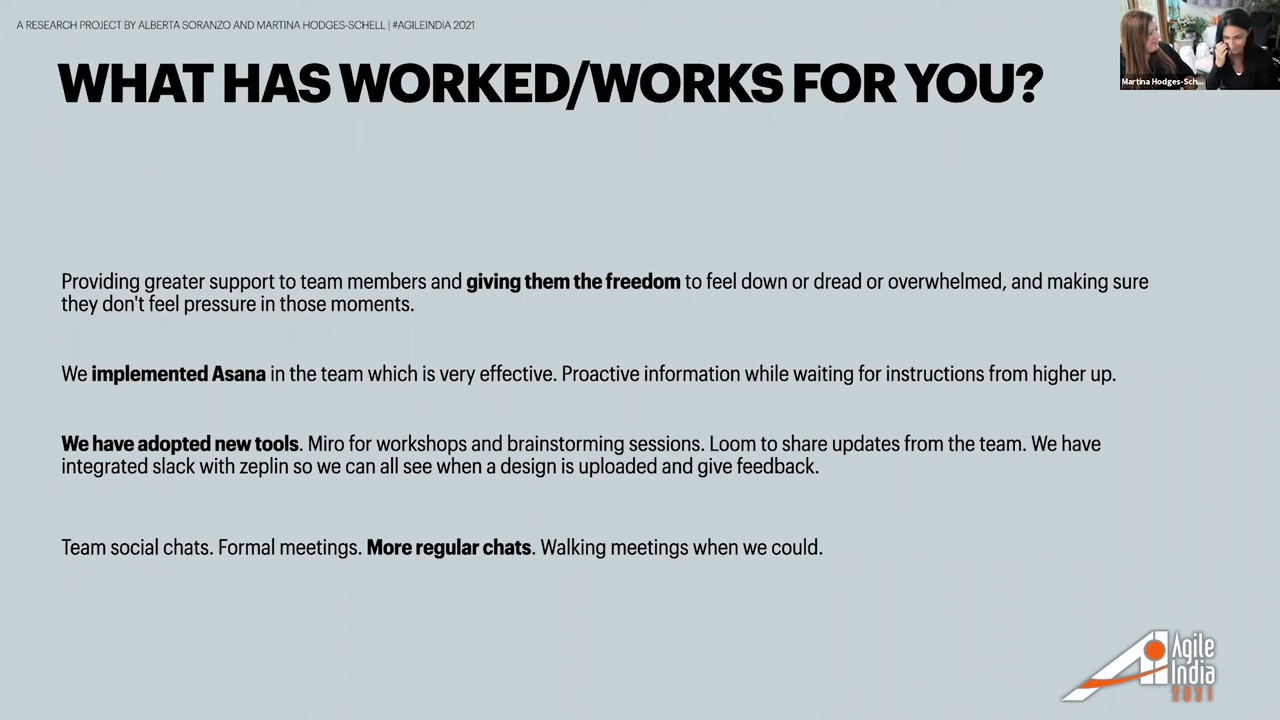 A RESEARCH PROJECT BY ALBERTA SORANZO AND MARTINA HODGES-SCHELL | #AGILEINDIA 2021
WHAT HAS WORKED/WORKS FOR YOU?
Martina Hodges-Sch...
Providing greater support to team members and giving them the freedom to feel down or dread or overwhelmed, and making sure
they don't feel pressure in those moments.
We implemented Asana in the team which is very effective. Proactive information while waiting for instructions from higher up.
We have adopted new tools. Miro for workshops and brainstorming sessions. Loom to share updates from the team. We have
integrated slack with zeplin so we can all see when a design is uploaded and give feedback.
Team social chats. Formal meetings. More regular chats. Walking meetings when we could.
Agile
India
2021